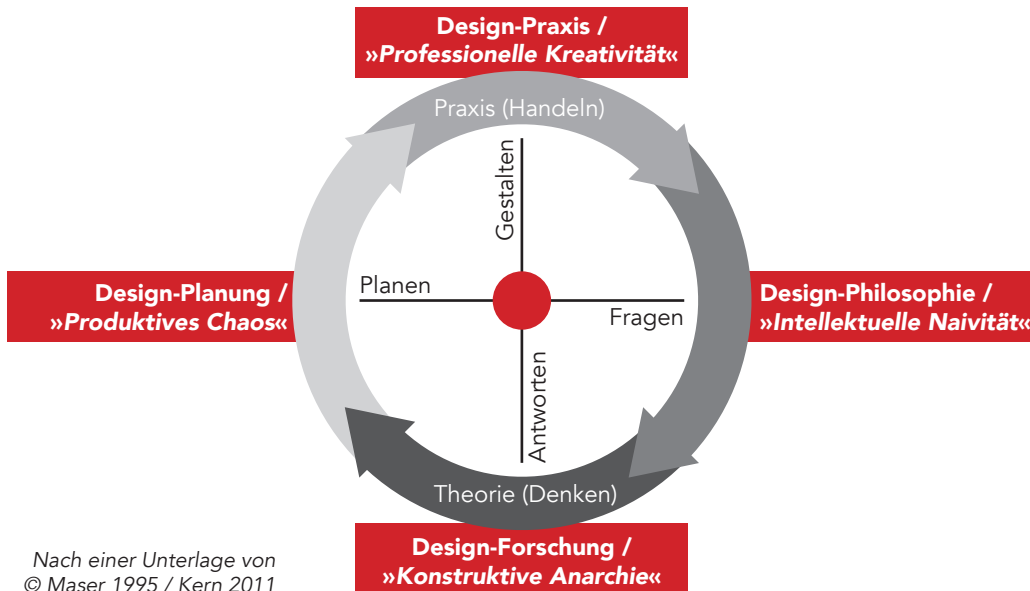 Design-Praxis /
»Professionelle Kreativität«
Praxis (Handeln)
Gestalten
Design-Planung /
»Produktives Chaos«
Planen
Fragen
Design-Philosophie /
»Intellektuelle Naivität«
Antworten
Theorie (Denken)
Design-Forschung /
»Konstruktive Anarchie«
Nach einer Unterlage von
© Maser 1995 / Kern 2011